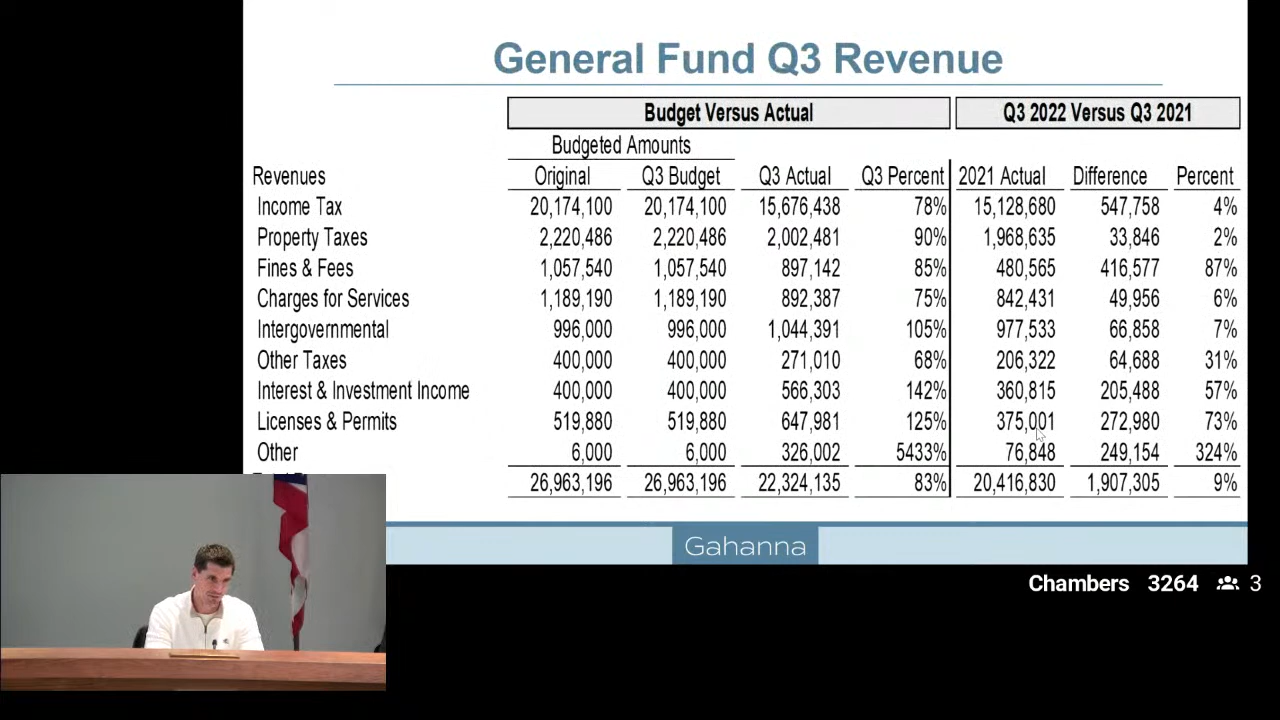 General Fund Q3 Revenue
Budget Versus Actual Q3 2022 Versus Q3 2021
Budgeted Amounts
Revenues Original Q3 Budget Q3 Actual Q3 Percent 2021 Actual Difference Percent
Income Tax 20,174,100 20,174,100 15,676,438 78% 15,128,680 547,758 4%
Property Taxes 2,220,486 2,220,486 2,002,481 90% 1,968,635 33,846 2%
Fines & Fees 1,057,540 1,057,540 897,142 85% 480,565 416,577 87%
Charges for Services 1,189,190 1,189,190 892,387 75% 842,431 49,956 6%
Intergovernmental 996,000 996,000 1,044,391 105% 977,533 66,858 7%
Other Taxes 400,000 400,000 271,010 68% 206,322 64,688 31%
Interest & Investment Income 400,000 400,000 566,303 142% 360,815 205,488 57%
Licenses & Permits 519,880 519,880 647,981 125% 375,001 272,980 73%
Other 6,000 6,000 326,002 5433% 76,848 249,154 324%
26,963,196 26,963,196 22,324,135 83% 20,416,830 1,907,305 9%
Gahanna
Chambers 3264 3